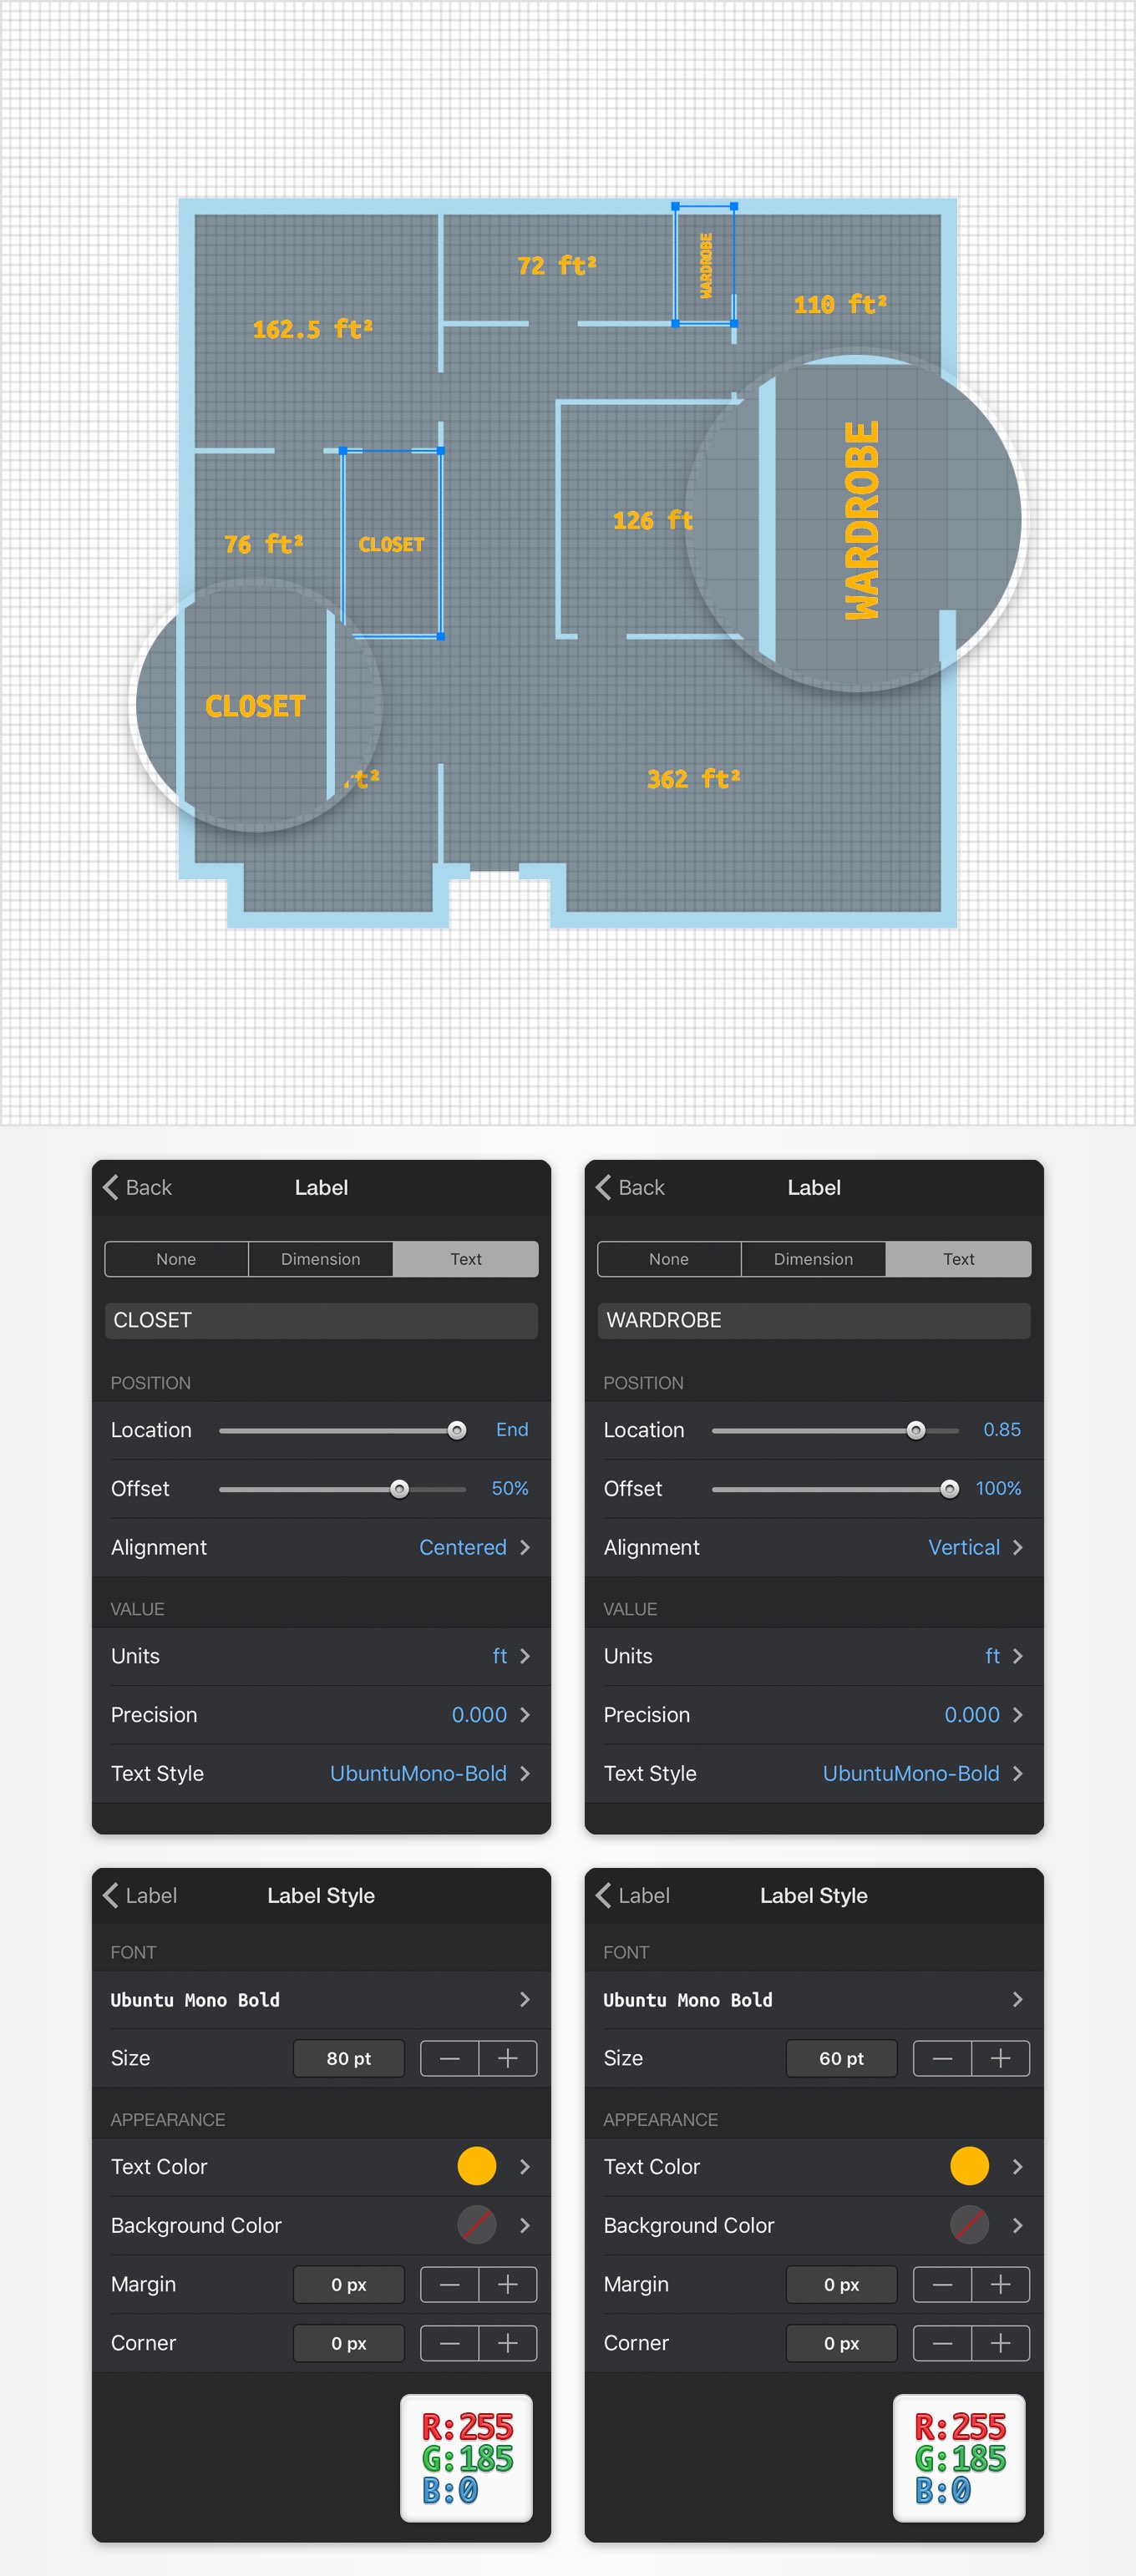 72 ft²
WARDROBE
110 ft²
162.5 ft²
WARDROBE
126 ft
76 ft²
CLOSET
CLOSET
ft²
362 ft²
Back Label
None Dimension Text
CLOSET
POSITION
Location End
Offset 50%
Alignment Centered
VALUE
Units ft
Precision 0.000
Text Style UbuntuMono-Bold
Back Label
None Dimension Text
WARDROBE
POSITION
Location 0.85
Offset 100%
Alignment Vertical
VALUE
Units ft
Precision 0.000
Text Style UbuntuMono-Bold
Label Label Style
FONT
Ubuntu Mono Bold
Size 80 pt
APPEARANCE
Text Color
Background Color
Margin 0 px
Corner 0 px
R:255
G:185
B:0
Label Label Style
FONT
Ubuntu Mono Bold
Size 60 pt
APPEARANCE
Text Color
Background Color
Margin 0 px
Corner 0 px
R:255
G:185
B:0